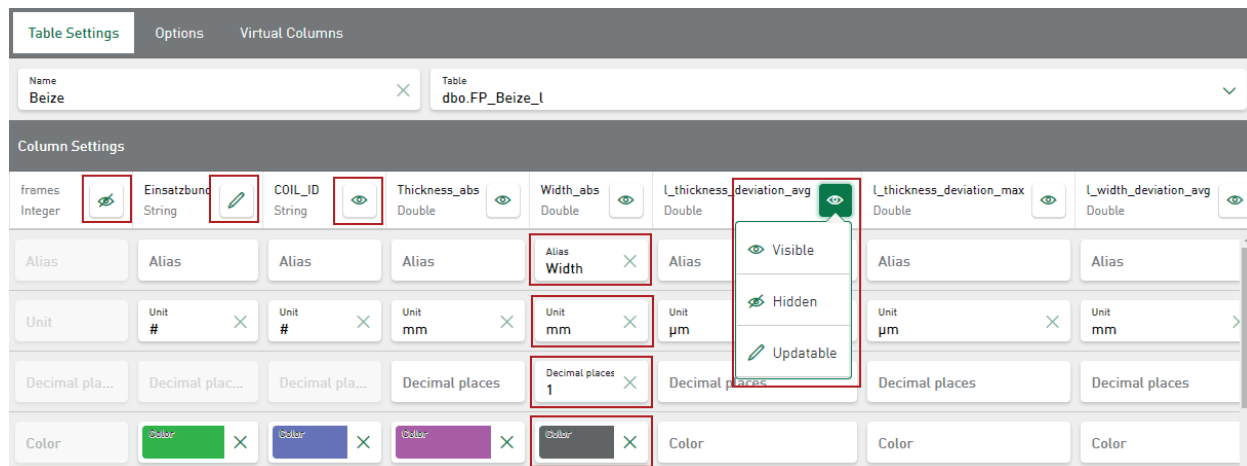 Table Settings Options Virtual Columns
Name
Beize
Table
dbo.FP_Beize_l
Column Settings
frames Einsatzbund COIL_ID Thickness_abs Width_abs l_thickness_deviation_avg l_thickness_deviation_max l_width_deviation_avg
Integer String String Double Double Double Double Double
Alias Alias Alias Alias Alias Width Alias Alias Alias
Visible
Hidden
Updatable
Unit Unit # Unit # Unit mm Unit mm Unit µm Unit µm Unit mm
Decimal pla... Decimal plac... Decimal pla... Decimal places Decimal places 1 Decimal places Decimal places Decimal places
Color Color Color Color Color Color Color Color